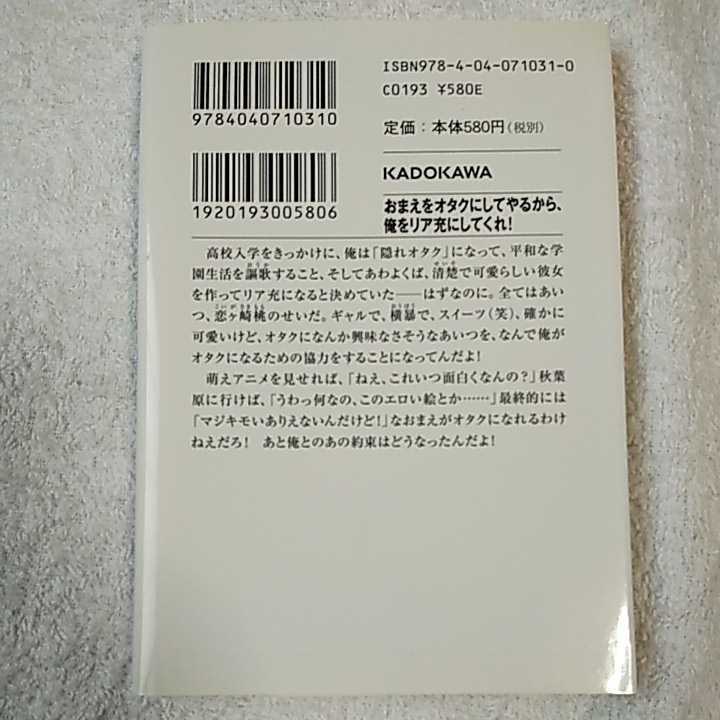 ISBN978-4-04-071031-0
C0193 ¥580E
9784040710310
定価：本体580円（税別）
1920193005806
KADOKAWA
おまえをオタクにしてやるから、
俺をリア充にしてくれ！
高校入学をきっかけに、俺は「隠れオタク」になって、平和な学
園生活を謳歌すること、そしてあわよくば、清楚で可愛らしい彼女
を作ってリア充になると決めていた――はずなのに。全てはあい
つ、恋ヶ崎桃のせいだ。ギャルで、横暴で、スイーツ（笑）、確かに
可愛いけど、オタクになんか興味なさそうなあいつを、なんで俺が
オタクになるための協力をすることになってんだよ！
萌えアニメを見せれば、「ねえ、これいつ面白くなんの？」秋葉
原に行けば、「うわっ何なの、このエロい絵とか……」最終的には
「マジキモいありえないんだけど！」なおまえがオタクになれるわけ
ねえだろ！　あと俺とのあの約束はどうなったんだよ！